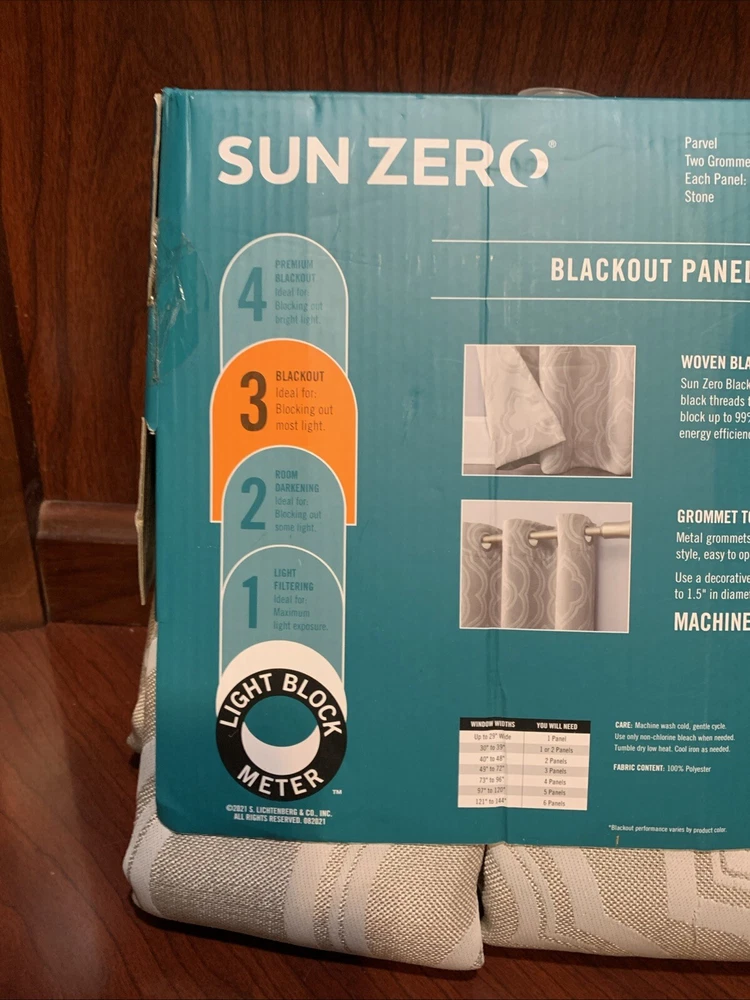 SUN ZERO®
Parvel
Two Gromme
Each Panel:
Stone
4
PREMIUM
BLACKOUT
Ideal for:
Blocking out
bright light.
3
BLACKOUT
Ideal for:
Blocking out
most light.
2
ROOM
DARKENING
Ideal for:
Blocking out
some light.
1
LIGHT
FILTERING
Ideal for:
Maximum
light exposure.
LIGHT BLOCK
METER
TM
©2021 S. LICHTENBERG & CO., INC.
ALL RIGHTS RESERVED. 082021
BLACKOUT PANEL
WOVEN BLA
Sun Zero Black
black threads t
block up to 99%
energy efficien
GROMMET TO
Metal grommets
style, easy to op
Use a decorative
to 1.5" in diame
MACHINE
WINDOW WIDTHS YOU WILL NEED
Up to 29" Wide 1 Panel
30" to 39" 1 or 2 Panels
40" to 48" 2 Panels
49" to 72" 3 Panels
73" to 96" 4 Panels
97" to 120" 5 Panels
121" to 144" 6 Panels
CARE: Machine wash cold, gentle cycle.
Use only non-chlorine bleach when needed.
Tumble dry low heat. Cool iron as needed.
FABRIC CONTENT: 100% Polyester
*Blackout performance varies by product color.